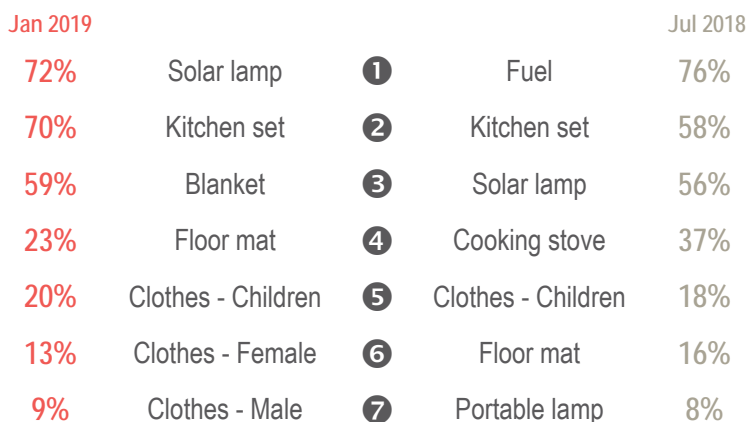 Jan 2019 Jul 2018
72% Solar lamp ❶ Fuel 76%
70% Kitchen set ❷ Kitchen set 58%
59% Blanket ❸ Solar lamp 56%
23% Floor mat ❹ Cooking stove 37%
20% Clothes - Children ❺ Clothes - Children 18%
13% Clothes - Female ❻ Floor mat 16%
9% Clothes - Male ❼ Portable lamp 8%